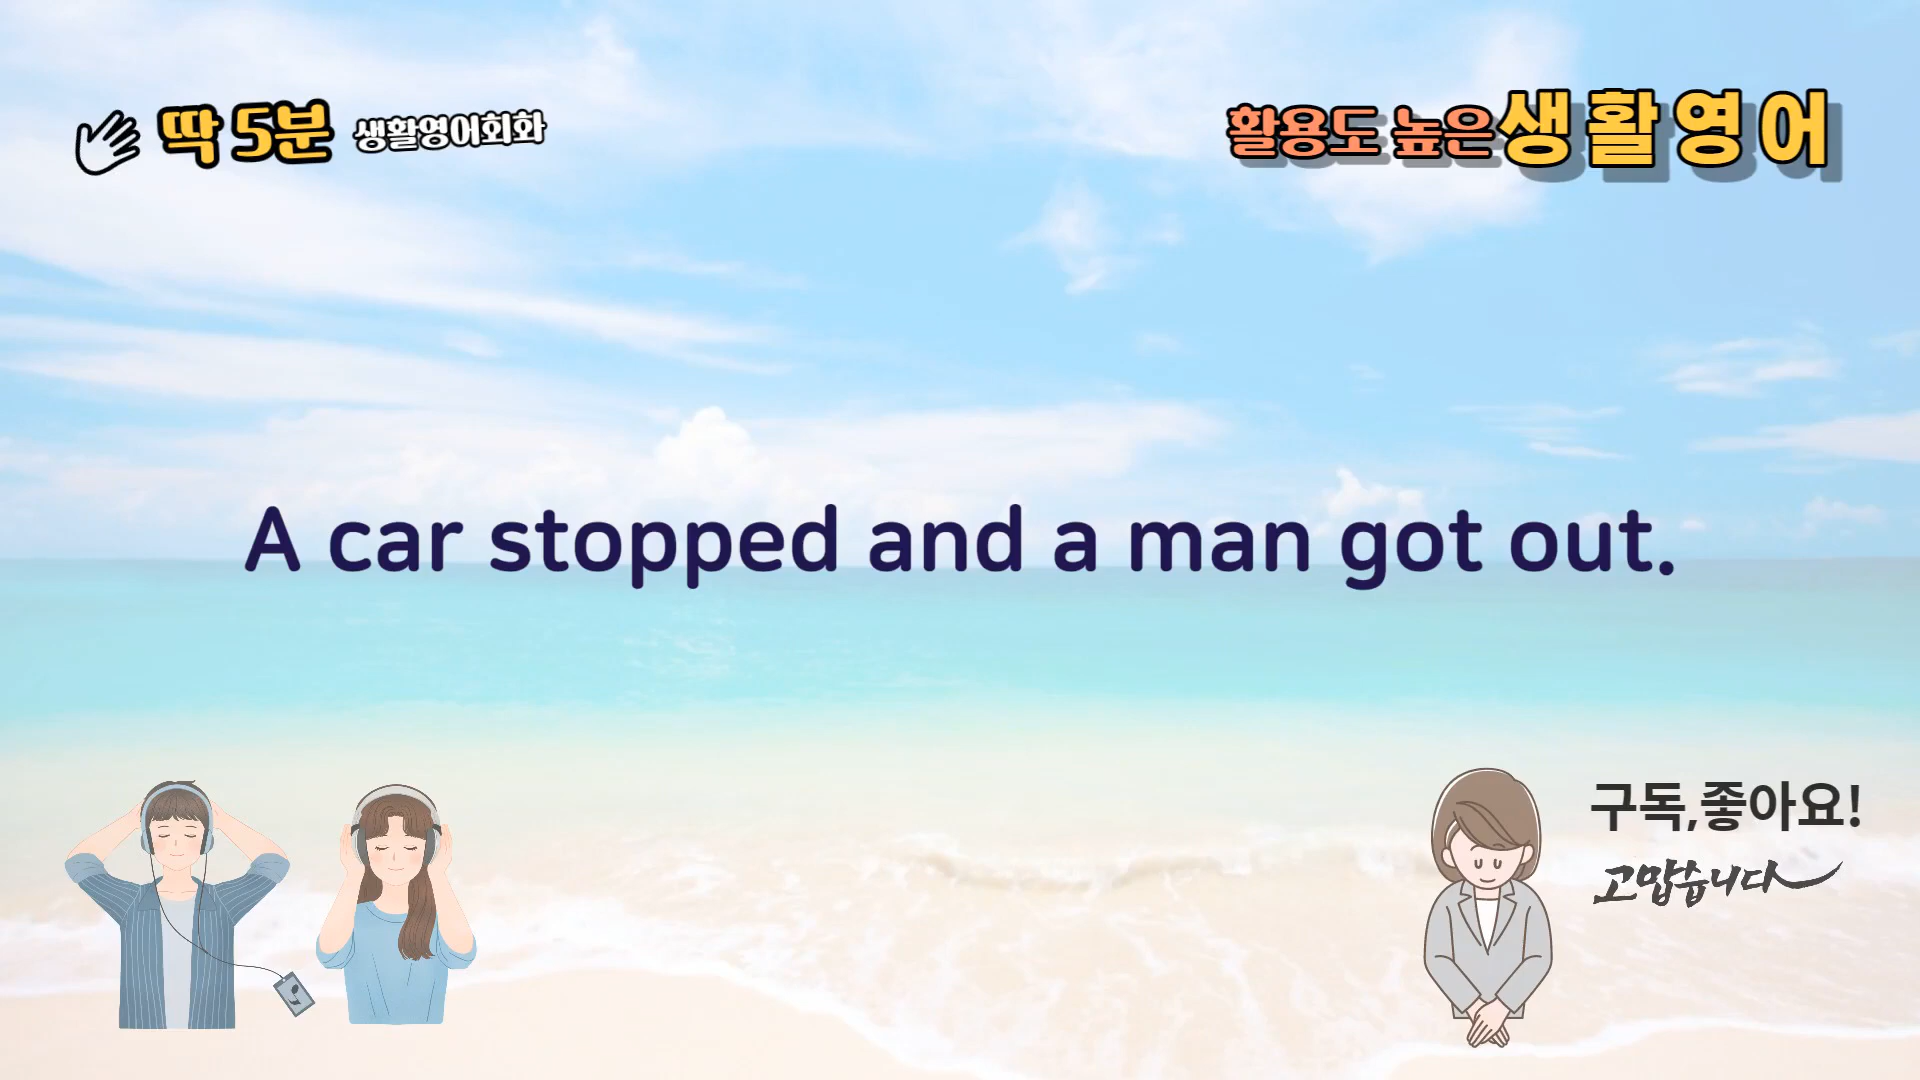 딱 5분 생활영어회화
활용도 높은 생활영어
A car stopped and a man got out.
구독,좋아요!
고맙습니다